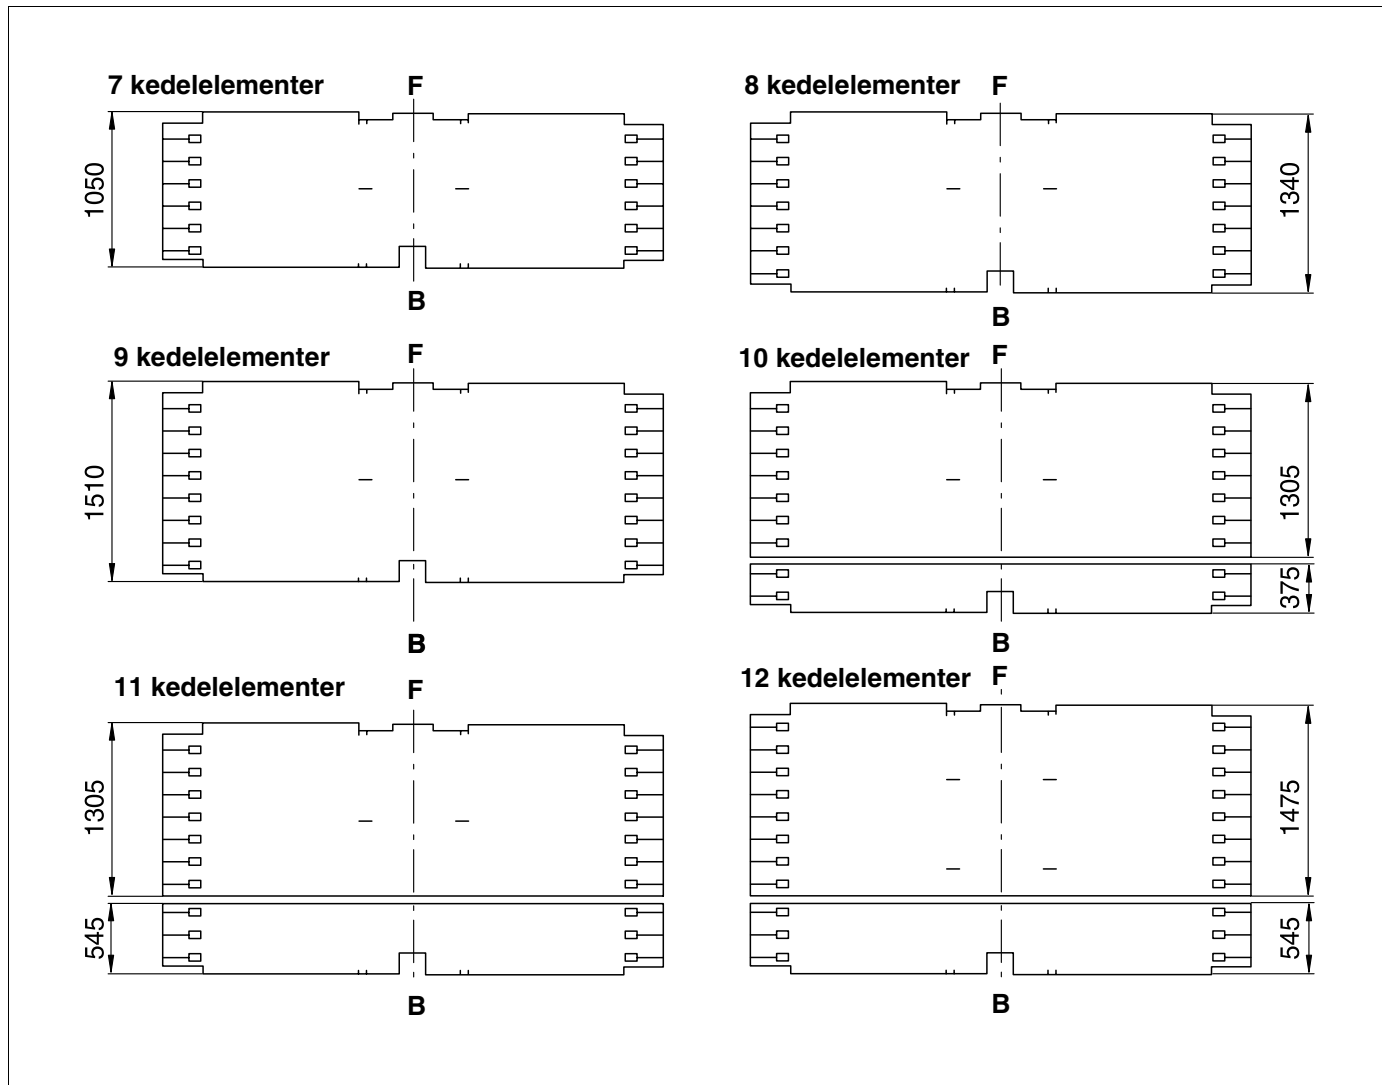 7 kedelelementer
F
1050
B
8 kedelelementer
F
1340
B
9 kedelelementer
F
1510
B
10 kedelelementer
F
1305
375
B
11 kedelelementer
F
1305
545
B
12 kedelelementer
F
1475
545
B